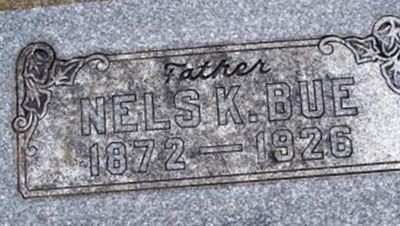 Father
NELS K. BUE
1872 — 1926